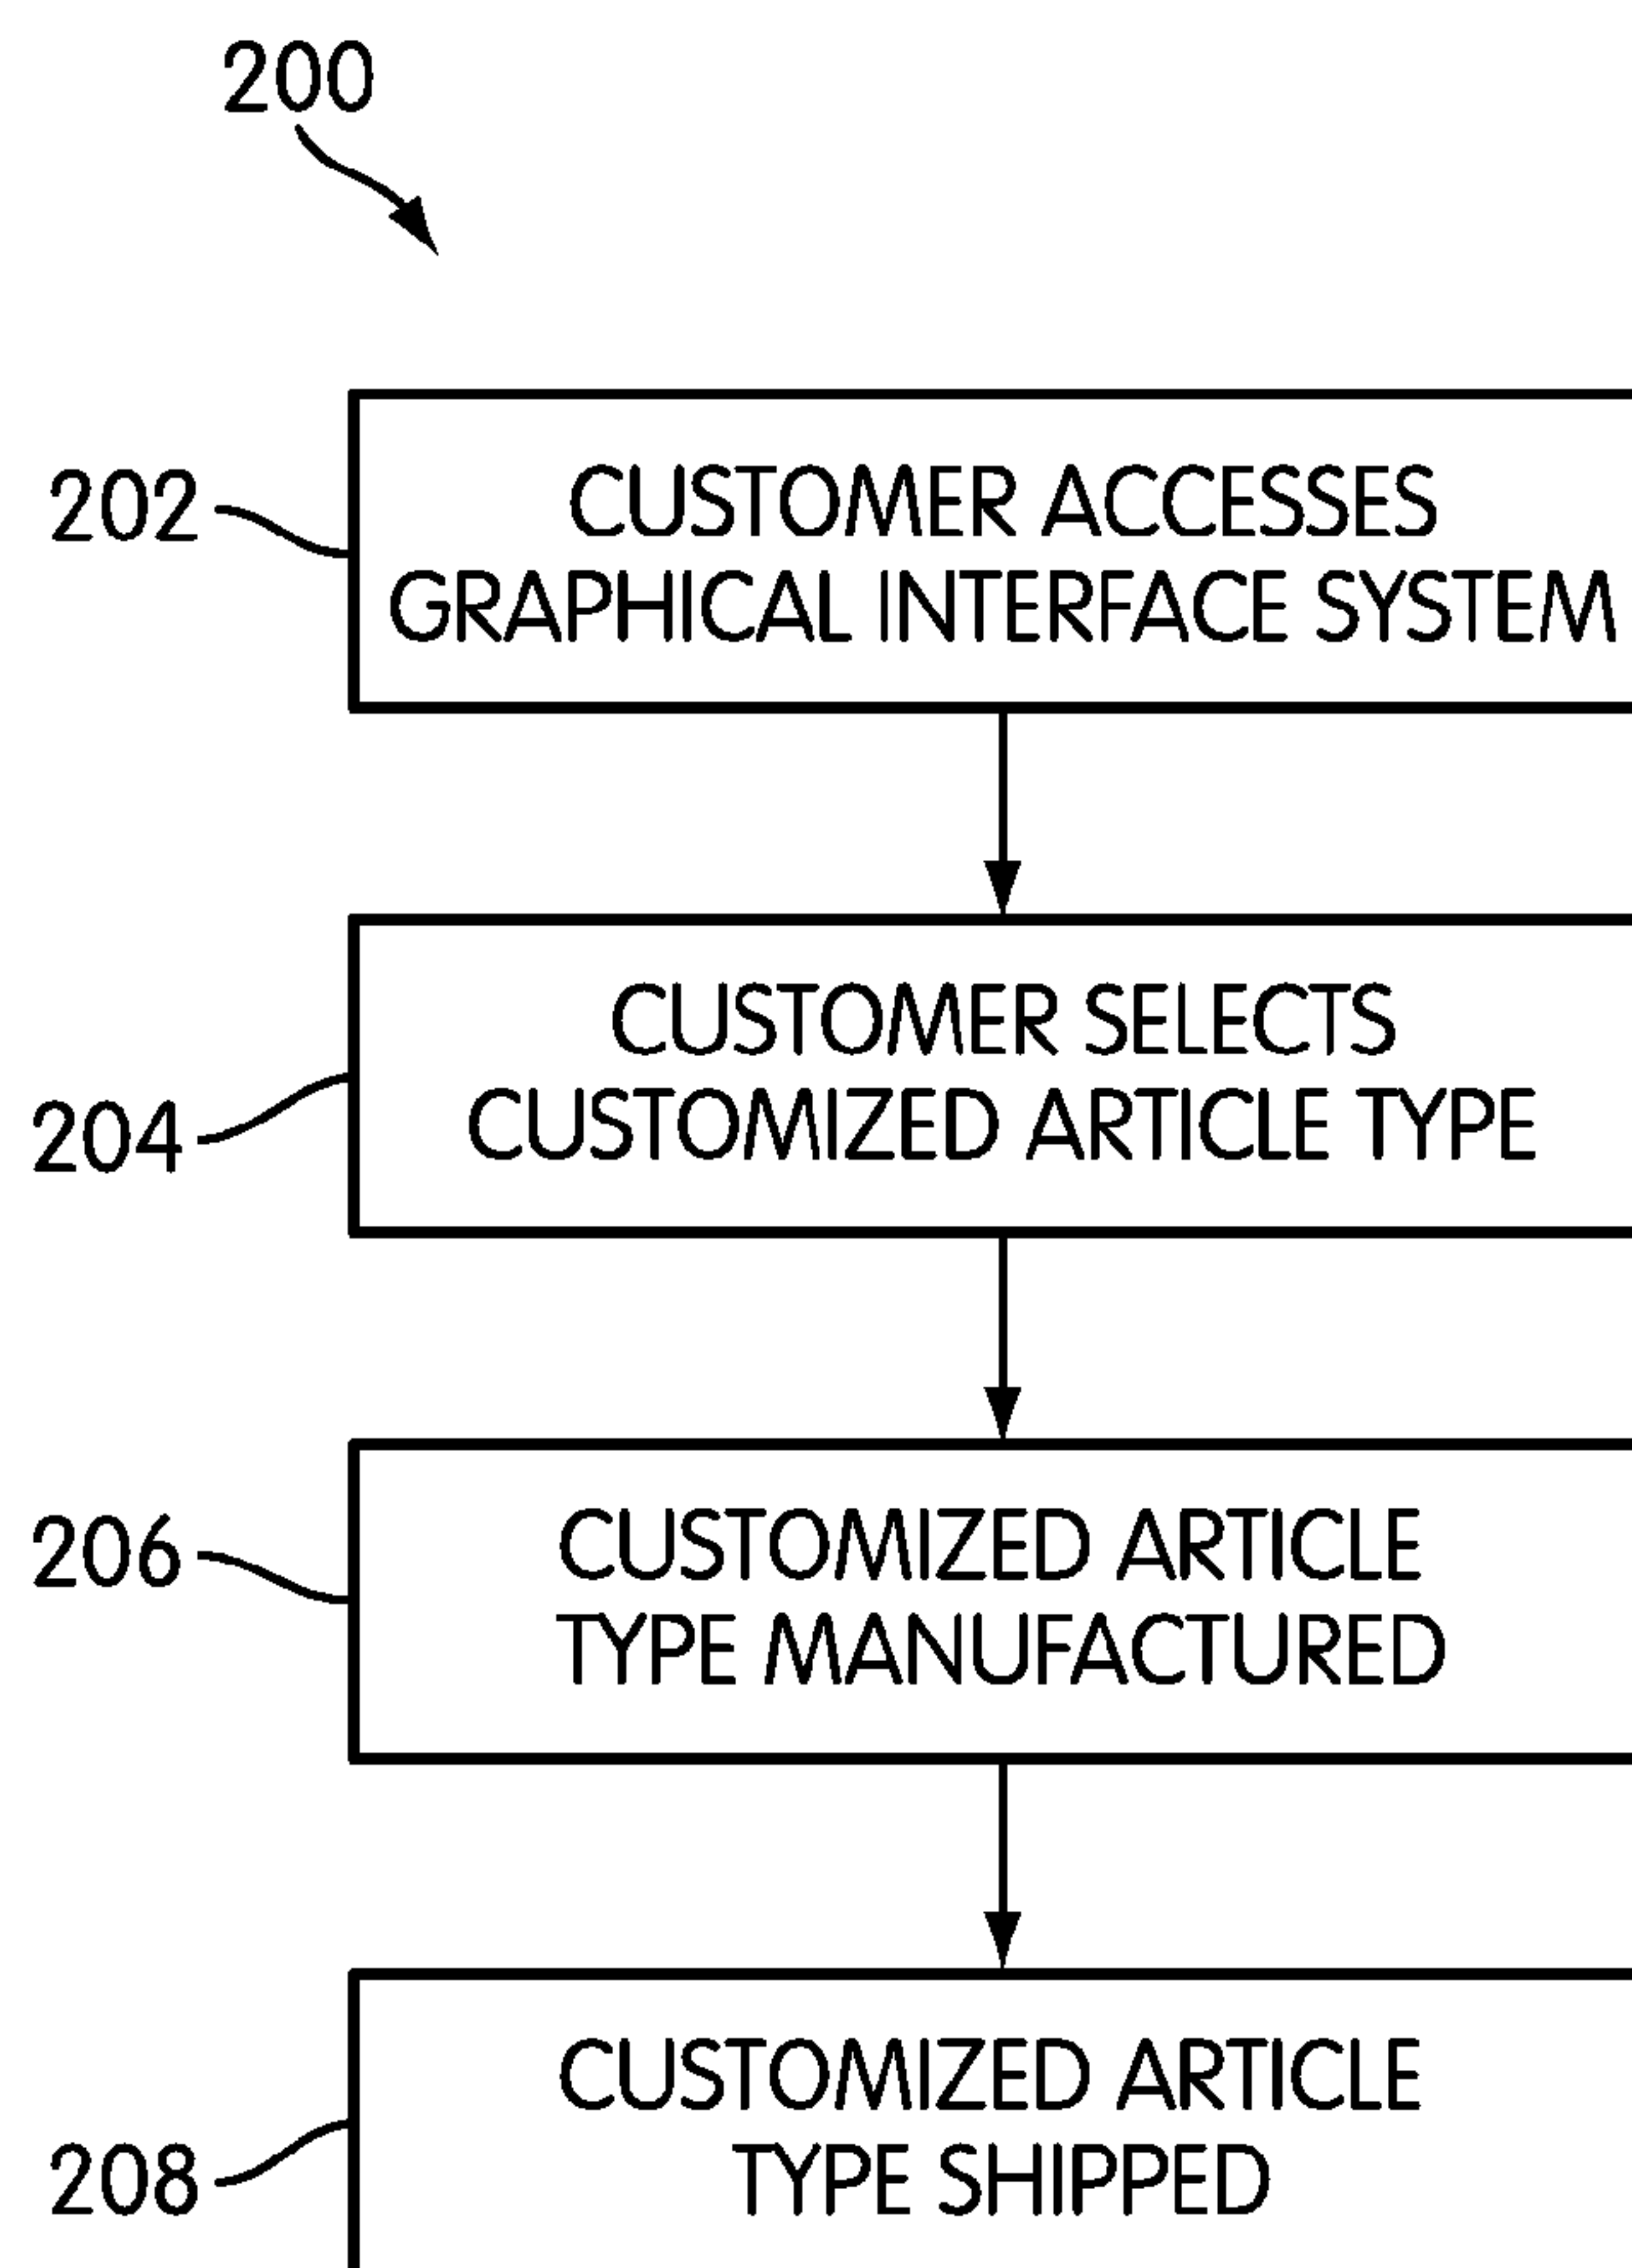 200
202
CUSTOMER ACCESSES
GRAPHICAL INTERFACE SYSTEM
204
CUSTOMER SELECTS
CUSTOMIZED ARTICLE TYPE
206
CUSTOMIZED ARTICLE
TYPE MANUFACTURED
208
CUSTOMIZED ARTICLE
TYPE SHIPPED